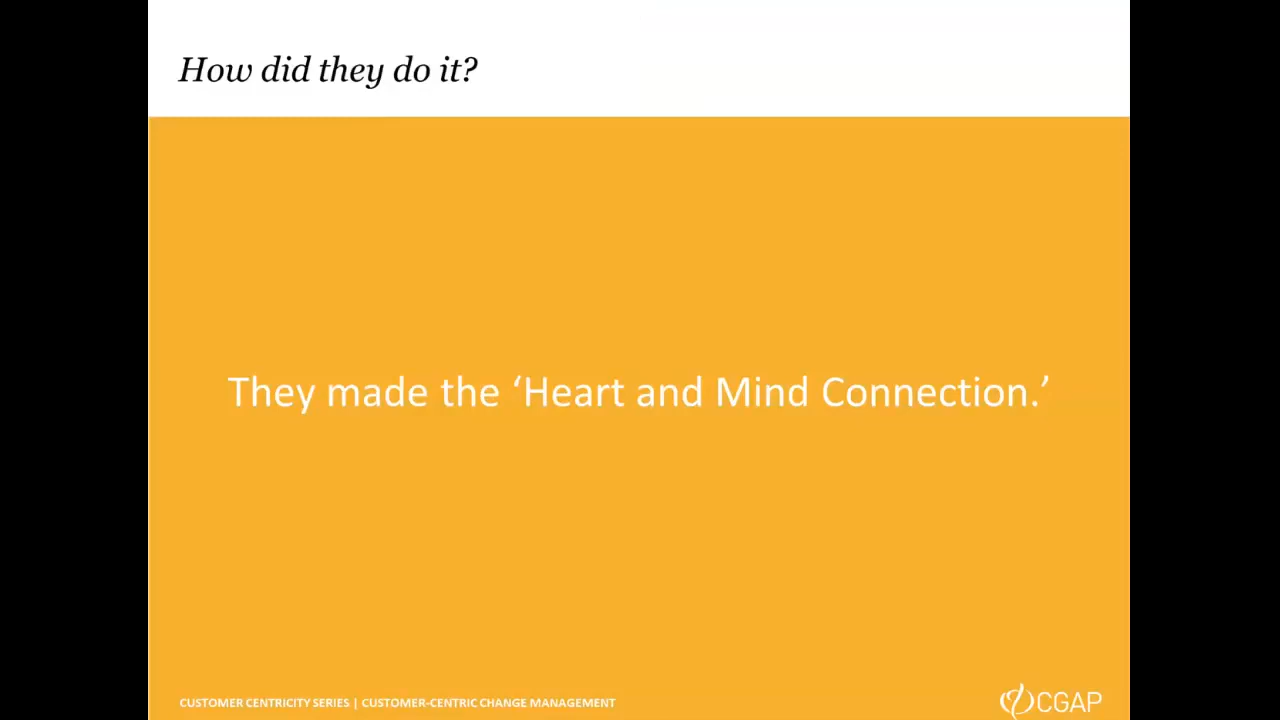 How did they do it?
They made the ‘Heart and Mind Connection.’
CUSTOMER CENTRICITY SERIES | CUSTOMER-CENTRIC CHANGE MANAGEMENT
CGAP